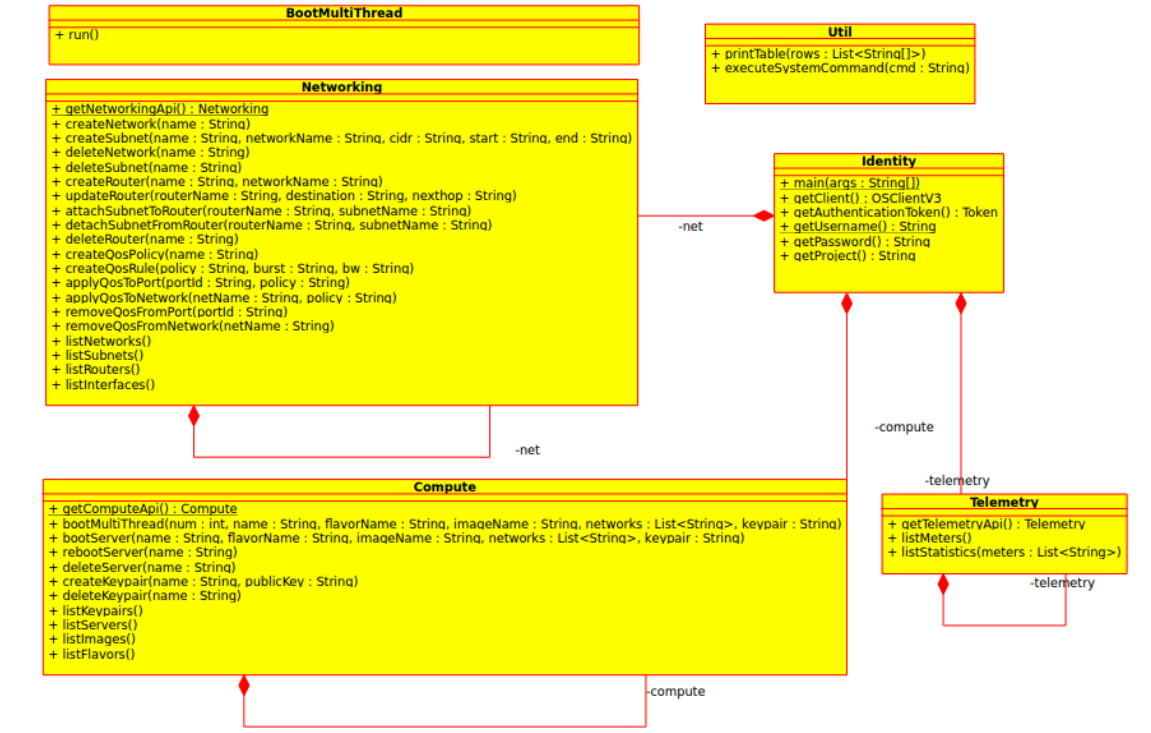 BootMultiThread
+ run()
Util
+ printTable(rows : List<String[]>)
+ executeSystemCommand(cmd : String)
Networking
+ getNetworkingApi() : Networking
+ createNetwork(name : String)
+ createSubnet(name : String, networkName : String, cidr : String, start : String, end : String)
+ deleteNetwork(name : String)
+ deleteSubnet(name : String)
+ createRouter(name : String, networkName : String)
+ updateRouter(routerName : String, destination : String, nexthop : String)
+ attachSubnetToRouter(routerName : String, subnetName : String)
+ detachSubnetFromRouter(routerName : String, subnetName : String)
+ deleteRouter(name : String)
+ createQosPolicy(name : String)
+ createQosRule(policy : String, burst : String, bw : String)
+ applyQosToPort(portId : String, policy : String)
+ applyQosToNetwork(netName : String, policy : String)
+ removeQosFromPort(portId : String)
+ removeQosFromNetwork(netName : String)
+ listNetworks()
+ listSubnets()
+ listRouters()
+ listInterfaces()
Identity
+ main(args : String[])
+ getClient() : OSClientV3
+ getAuthenticationToken() : Token
+ getUsername() : String
+ getPassword() : String
+ getProject() : String
-net
-net
-compute
-telemetry
Compute
+ getComputeApi() : Compute
+ bootMultiThread(num : int, name : String, flavorName : String, imageName : String, networks : List<String>, keypair : String)
+ bootServer(name : String, flavorName : String, imageName : String, networks : List<String>, keypair : String)
+ rebootServer(name : String)
+ deleteServer(name : String)
+ createKeypair(name : String, publicKey : String)
+ deleteKeypair(name : String)
+ listKeypairs()
+ listServers()
+ listImages()
+ listFlavors()
Telemetry
+ getTelemetryApi() : Telemetry
+ listMeters()
+ listStatistics(meters : List<String>)
-telemetry
-compute